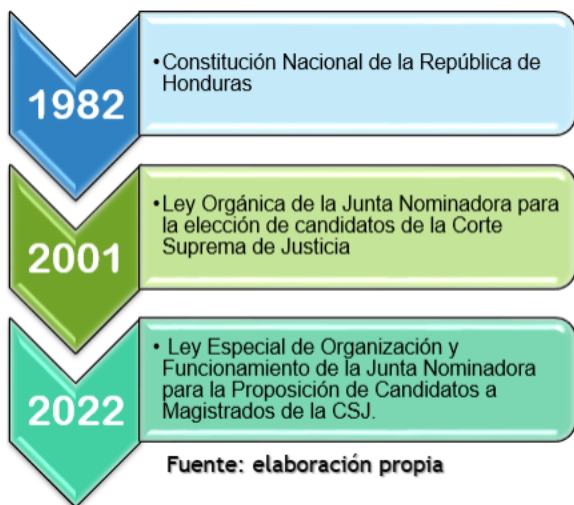 1982
•Constitución Nacional de la República de
Honduras
2001
•Ley Orgánica de la Junta Nominadora para
la elección de candidatos de la Corte
Suprema de Justicia
2022
• Ley Especial de Organización y
Funcionamiento de la Junta Nominadora
para la Proposición de Candidatos a
Magistrados de la CSJ.
Fuente: elaboración propia